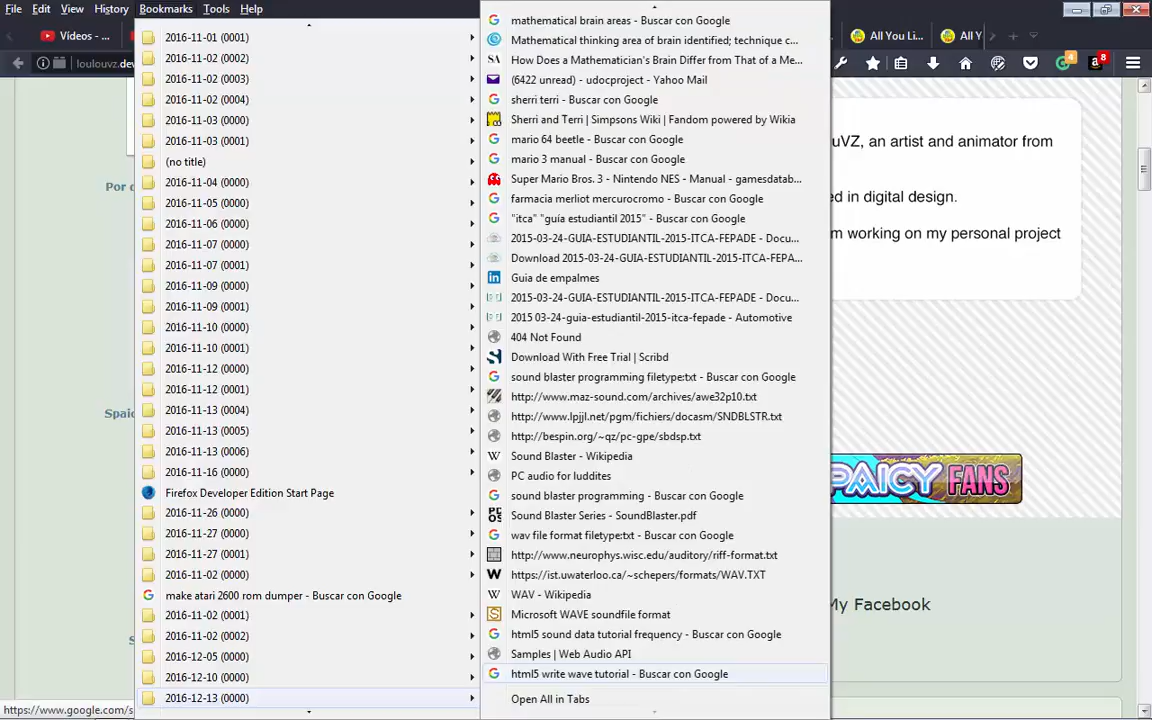 File Edit View History Bookmarks Tools Help
Vídeos - ...
All You Li...
All Y
loulouvz.dev
4
8
2016-11-01 (0001)
2016-11-02 (0002)
2016-11-02 (0003)
2016-11-02 (0004)
2016-11-03 (0000)
2016-11-03 (0001)
(no title)
2016-11-04 (0000)
2016-11-05 (0000)
2016-11-06 (0000)
2016-11-07 (0000)
2016-11-07 (0001)
2016-11-09 (0000)
2016-11-09 (0001)
2016-11-10 (0000)
2016-11-10 (0001)
2016-11-12 (0000)
2016-11-12 (0001)
2016-11-13 (0004)
2016-11-13 (0005)
2016-11-13 (0006)
2016-11-16 (0000)
Firefox Developer Edition Start Page
2016-11-26 (0000)
2016-11-27 (0000)
2016-11-27 (0001)
2016-11-02 (0000)
make atari 2600 rom dumper - Buscar con Google
2016-11-01 (0001)
2016-11-02 (0002)
2016-12-05 (0000)
2016-12-10 (0000)
2016-12-13 (0000)
mathematical brain areas - Buscar con Google
Mathematical thinking area of brain identified; technique c...
How Does a Mathematician's Brain Differ from That of a Me...
(6422 unread) - udocproject - Yahoo Mail
sherri terri - Buscar con Google
Sherri and Terri | Simpsons Wiki | Fandom powered by Wikia
mario 64 beetle - Buscar con Google
mario 3 manual - Buscar con Google
Super Mario Bros. 3 - Nintendo NES - Manual - gamesdatab...
farmacia merliot mercurocromo - Buscar con Google
"itca" "guía estudiantil 2015" - Buscar con Google
2015-03-24-GUIA-ESTUDIANTIL-2015-ITCA-FEPADE - Docu...
Download 2015-03-24-GUIA-ESTUDIANTIL-2015-ITCA-FEPA...
Guia de empalmes
2015-03-24-GUIA-ESTUDIANTIL-2015-ITCA-FEPADE - Docu...
2015 03-24-guia-estudiantil-2015-itca-fepade - Automotive
404 Not Found
Download With Free Trial | Scribd
sound blaster programming filetype:txt - Buscar con Google
http://www.maz-sound.com/archives/awe32p10.txt
http://www.lpjjl.net/pgm/fichiers/docasm/SNDBLSTR.txt
http://bespin.org/~qz/pc-gpe/sbdsp.txt
Sound Blaster - Wikipedia
PC audio for luddites
sound blaster programming - Buscar con Google
Sound Blaster Series - SoundBlaster.pdf
wav file format filetype:txt - Buscar con Google
http://www.neurophys.wisc.edu/auditory/riff-format.txt
https://ist.uwaterloo.ca/~schepers/formats/WAV.TXT
WAV - Wikipedia
Microsoft WAVE soundfile format
html5 sound data tutorial frequency - Buscar con Google
Samples | Web Audio API
html5 write wave tutorial - Buscar con Google
Open All in Tabs
Por d
Spaic
S
uVZ, an artist and animator from
ed in digital design.
m working on my personal project
PAICY FANS
My Facebook
https://www.google.com/s